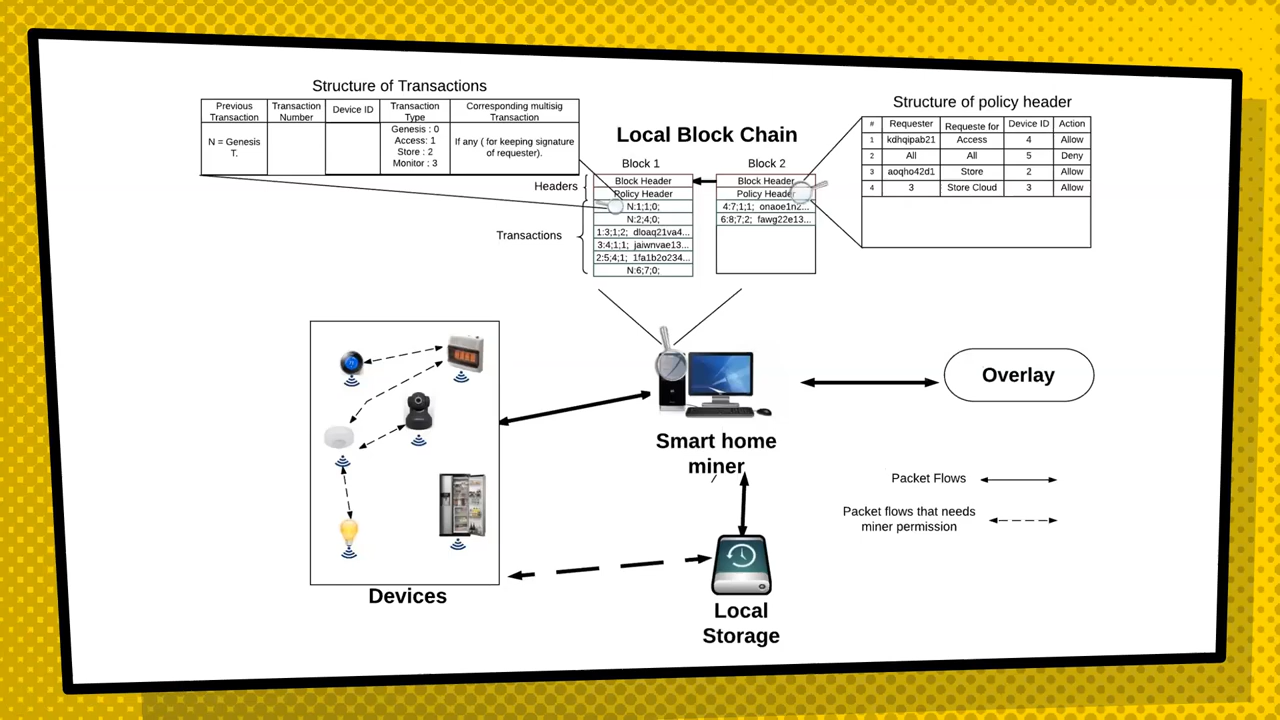 Structure of Transactions
Previous Transaction
Transaction Number
Device ID
Transaction Type
Corresponding multisig Transaction
N = Genesis T.
Genesis : 0
Access: 1
Store : 2
Monitor : 3
If any ( for keeping signature of requester).
Local Block Chain
Block 1
Block 2
Headers
Transactions
Block Header
Policy Header
N:1;1;0;
N:2;4;0;
1:3;1;2; dloaq21va4...
3:4;1;1; jaiwnvae13...
2:5;4;1; 1fa1b2o234...
N:6;7;0;
Block Header
Policy Header
4:7;1;1; onaoe1n2...
6:8;7;2; fawg22e13...
Structure of policy header
# Requester Requeste for Device ID Action
1 kdhqipab21 Access 4 Allow
2 All All 5 Deny
3 aoqho42d1 Store 2 Allow
4 3 Store Cloud 3 Allow
Smart home
miner
Overlay
Packet Flows
Packet flows that needs
miner permission
Devices
Local
Storage